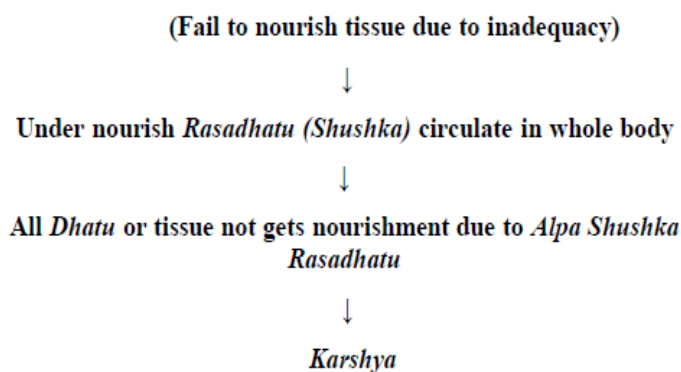 (Fail to nourish tissue due to inadequacy)
↓
Under nourish Rasadhatu (Shushka) circulate in whole body
↓
All Dhatu or tissue not gets nourishment due to Alpa Shushka
Rasadhatu
↓
Karshya